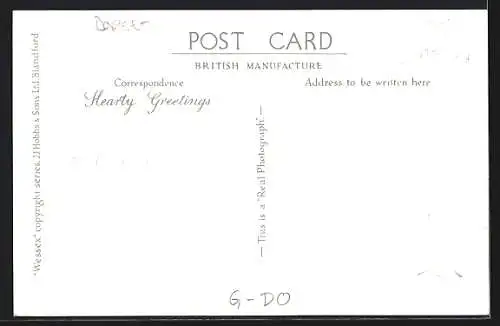 Dorset
POST CARD
BRITISH MANUFACTURE
Correspondence
Address to be written here
Hearty Greetings
"Wessex" copyright series. JJ Hobbs & Sons Ltd. Blandford
This is a "Real Photograph"
G-DO